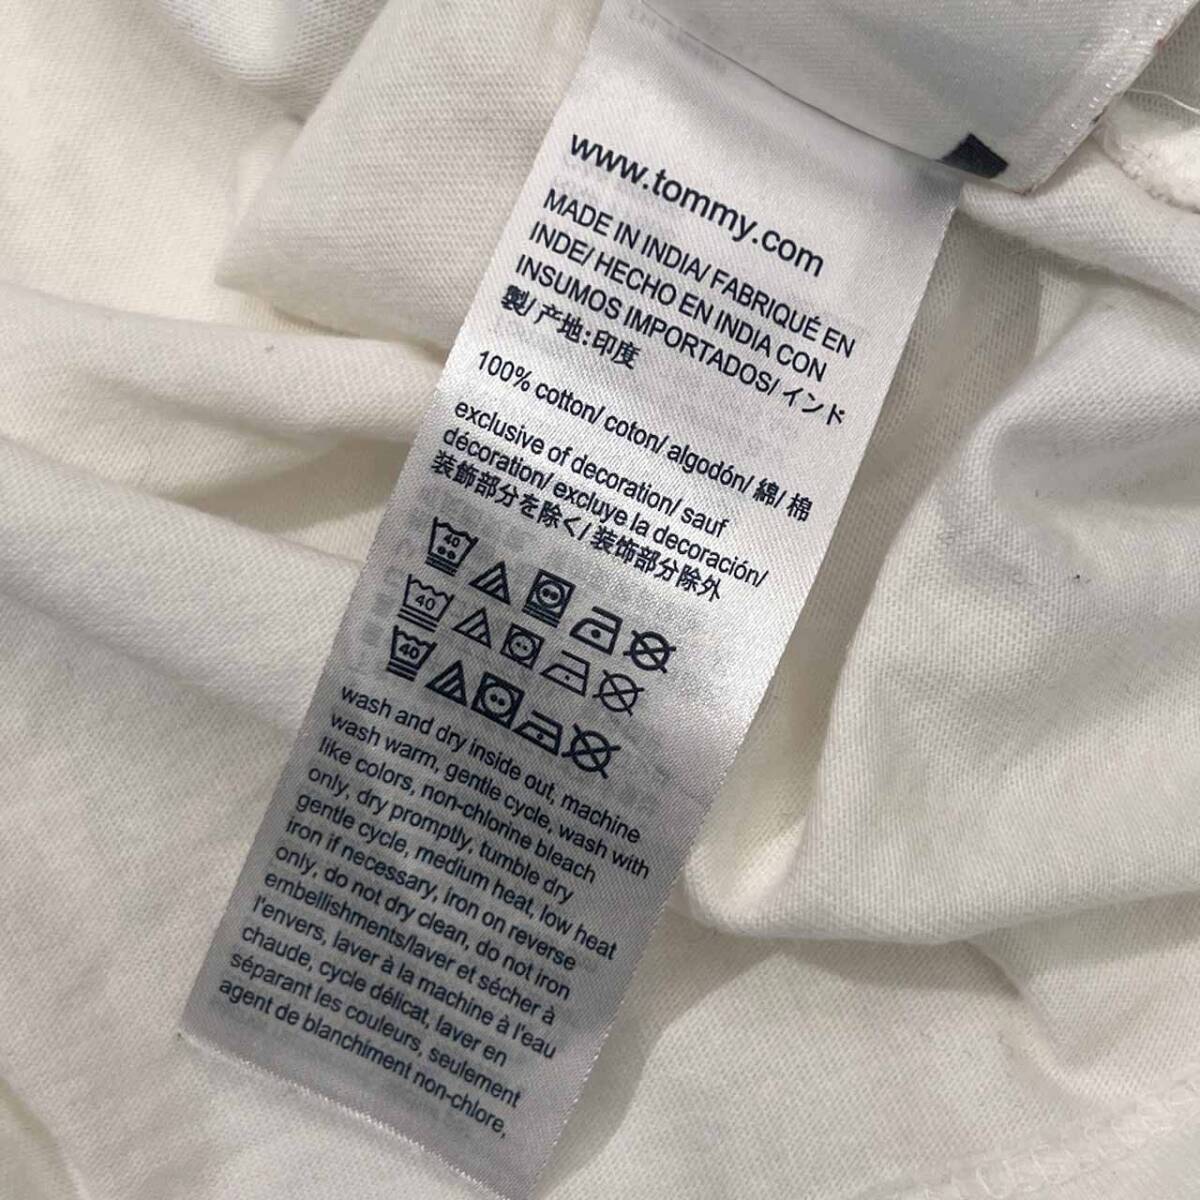 www.tommy.com
MADE IN INDIA/ FABRIQUÉ EN
INDE/ HECHO EN INDIA CON
INSUMOS IMPORTADOS/ インド
製/ 产地:印度
100% cotton/ coton/ algodón/ 綿/ 棉
exclusive of decoration/ sauf
décoration/ excluye la decoración/
装飾部分を除く/ 装饰部分除外
40
40
40
wash and dry inside out, machine
wash warm, gentle cycle, wash with
like colors, non-chlorine bleach
only, dry promptly, tumble dry
gentle cycle, medium heat, low heat
iron if necessary, iron on reverse
only, do not dry clean, do not iron
embellishments/laver et sécher à
l'envers, laver à la machine à l'eau
chaude, cycle délicat, laver en
séparant les couleurs, seulement
agent de blanchiment non-chlore,